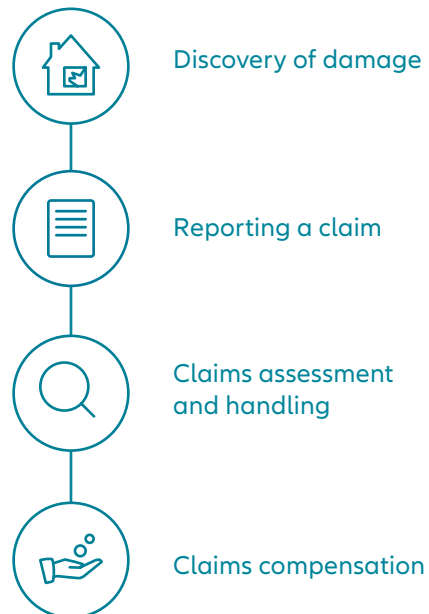 Discovery of damage
Reporting a claim
Claims assessment
and handling
Claims compensation